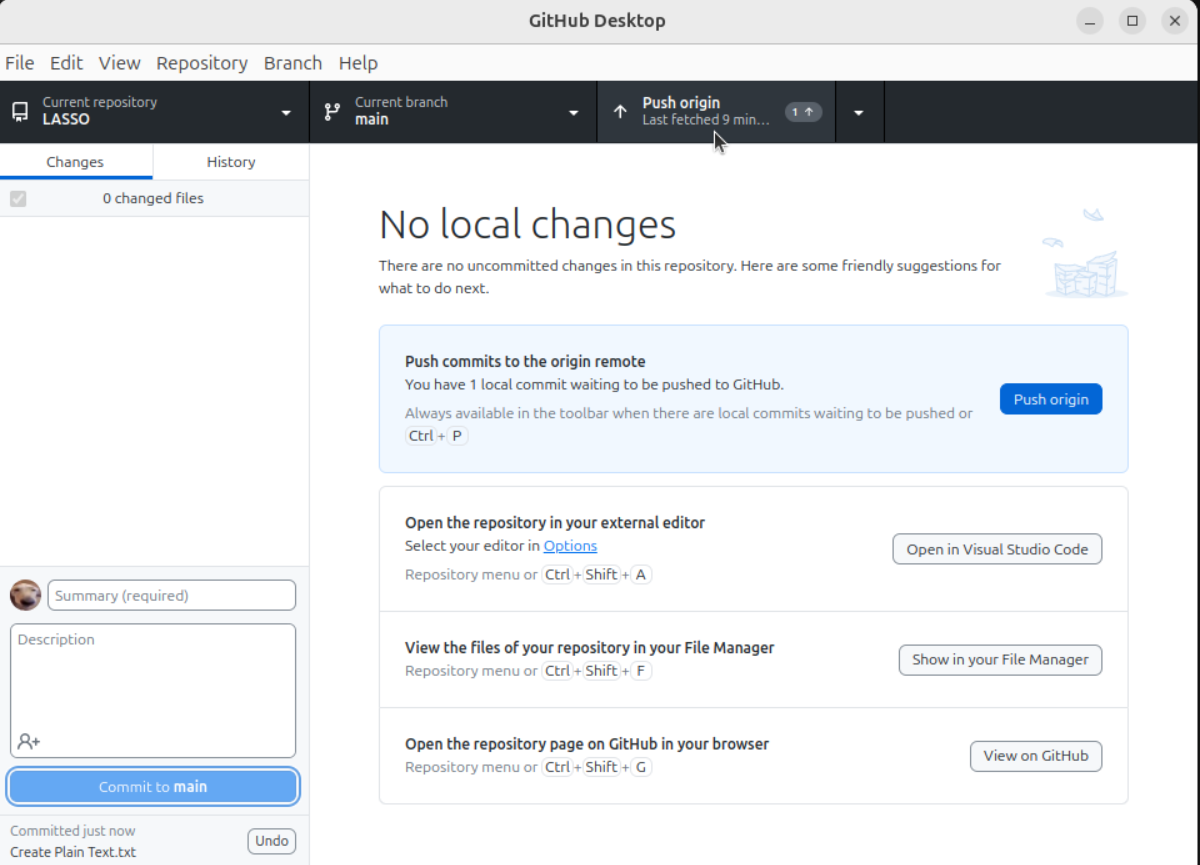 GitHub Desktop
File Edit View Repository Branch Help
Current repository
LASSO
Current branch
main
Push origin
Last fetched 9 min...
1
Changes
History
0 changed files
No local changes
There are no uncommitted changes in this repository. Here are some friendly suggestions for
what to do next.
Push commits to the origin remote
You have 1 local commit waiting to be pushed to GitHub.
Always available in the toolbar when there are local commits waiting to be pushed or
Ctrl + P
Push origin
Open the repository in your external editor
Select your editor in Options
Repository menu or Ctrl + Shift + A
Open in Visual Studio Code
View the files of your repository in your File Manager
Repository menu or Ctrl + Shift + F
Show in your File Manager
Open the repository page on GitHub in your browser
Repository menu or Ctrl + Shift + G
View on GitHub
Summary (required)
Description
Commit to main
Committed just now
Create Plain Text.txt
Undo